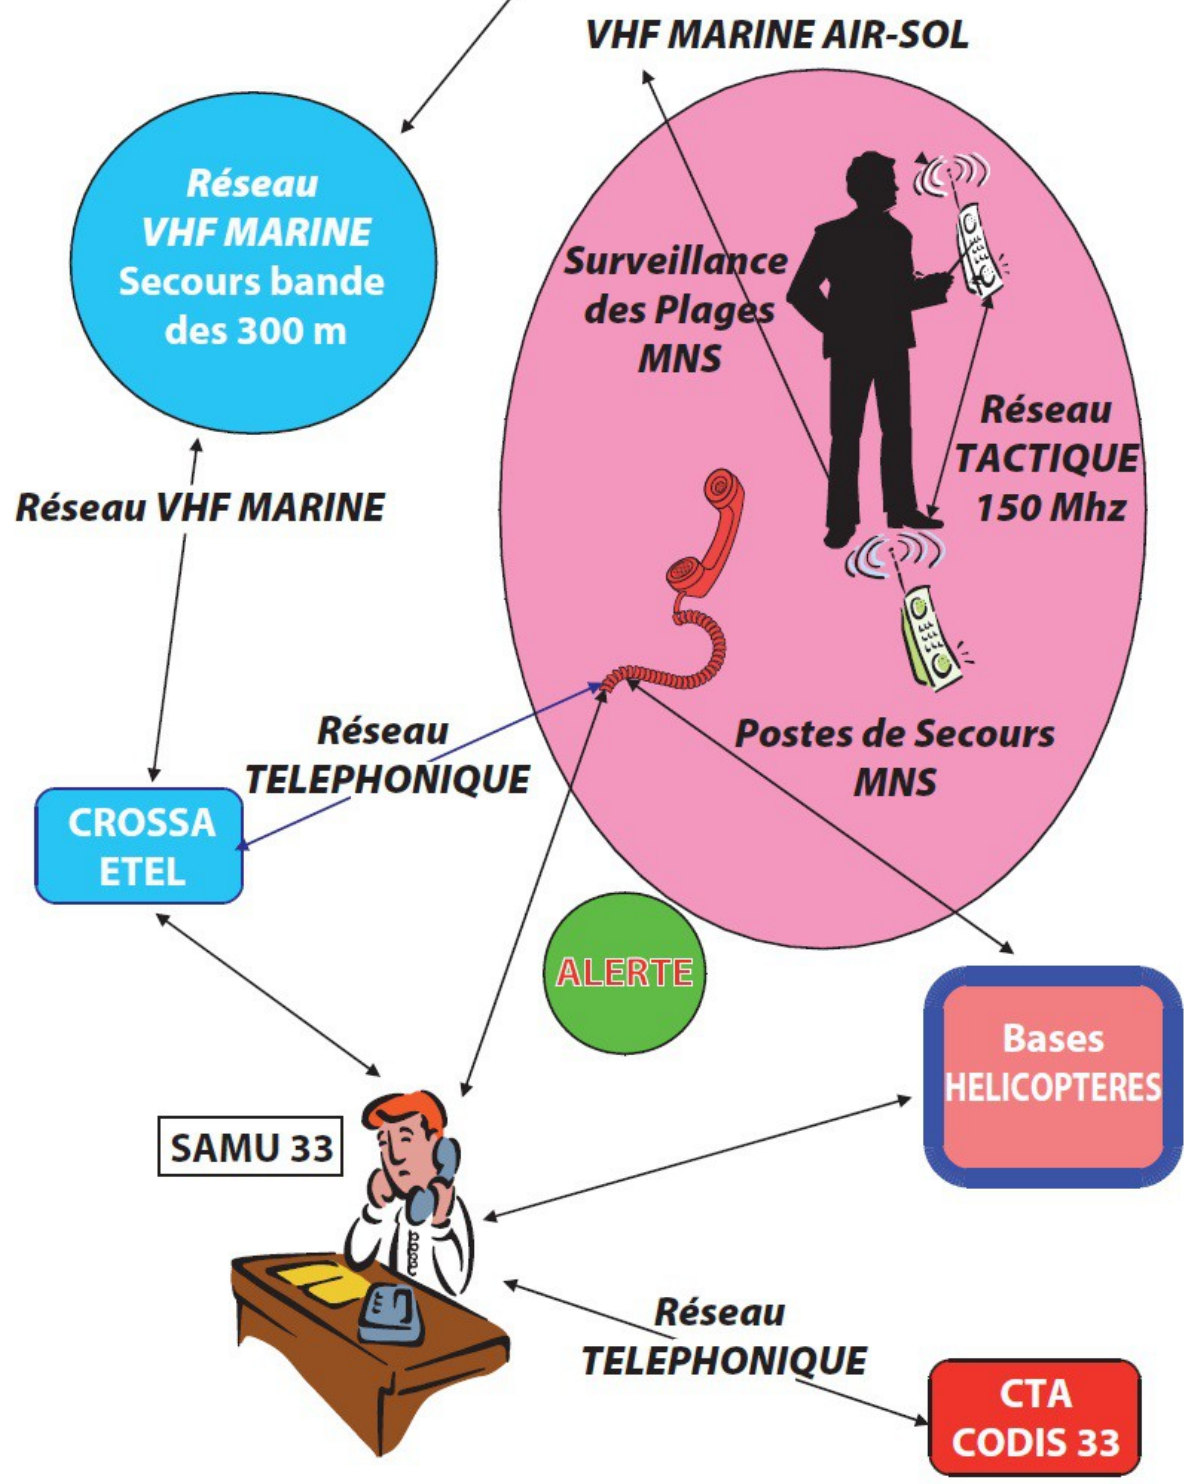 VHF MARINE AIR-SOL
Réseau
VHF MARINE
Secours bande
des 300 m
Surveillance
des Plages
MNS
Réseau
TACTIQUE
150 Mhz
Réseau VHF MARINE
Réseau
TELEPHONIQUE
Postes de Secours
MNS
CROSSA
ETEL
ALERTE
Bases
HELICOPTERES
SAMU 33
Réseau
TELEPHONIQUE
CTA
CODIS 33